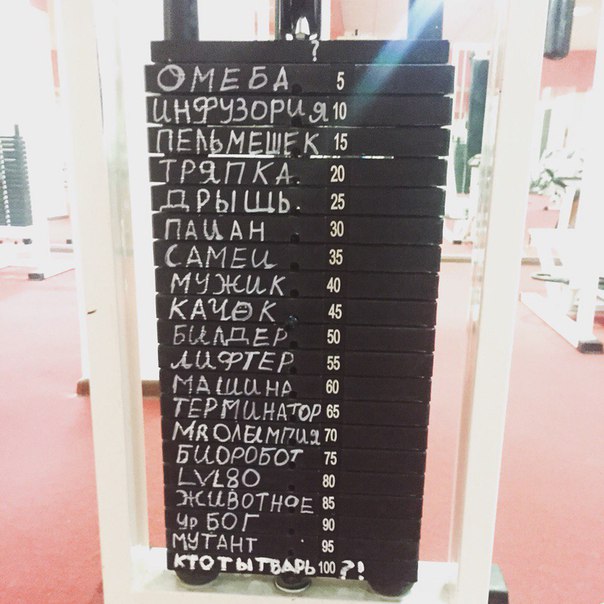 ?
ОМЕБА 5
ИНФУЗОРИЯ 10
ПЕЛЬМЕШЕК 15
ТРЯПКА. 20
ДРЫЩЬ. 25
ПАЦАН 30
САМЕЦ 35
МУЖИК 40
КАЧОК 45
БИЛДЕР 50
ЛИФТЕР 55
МАШИНА 60
ТЕРМИНАТОР 65
MR ОЛЫМПИЯ 70
БИОРОБОТ 75
LVL80 80
ЖИВОТНОЕ 85
УР БОГ 90
МУТАНТ 95
КТО ТЫ ТВАРЬ 100 ?!